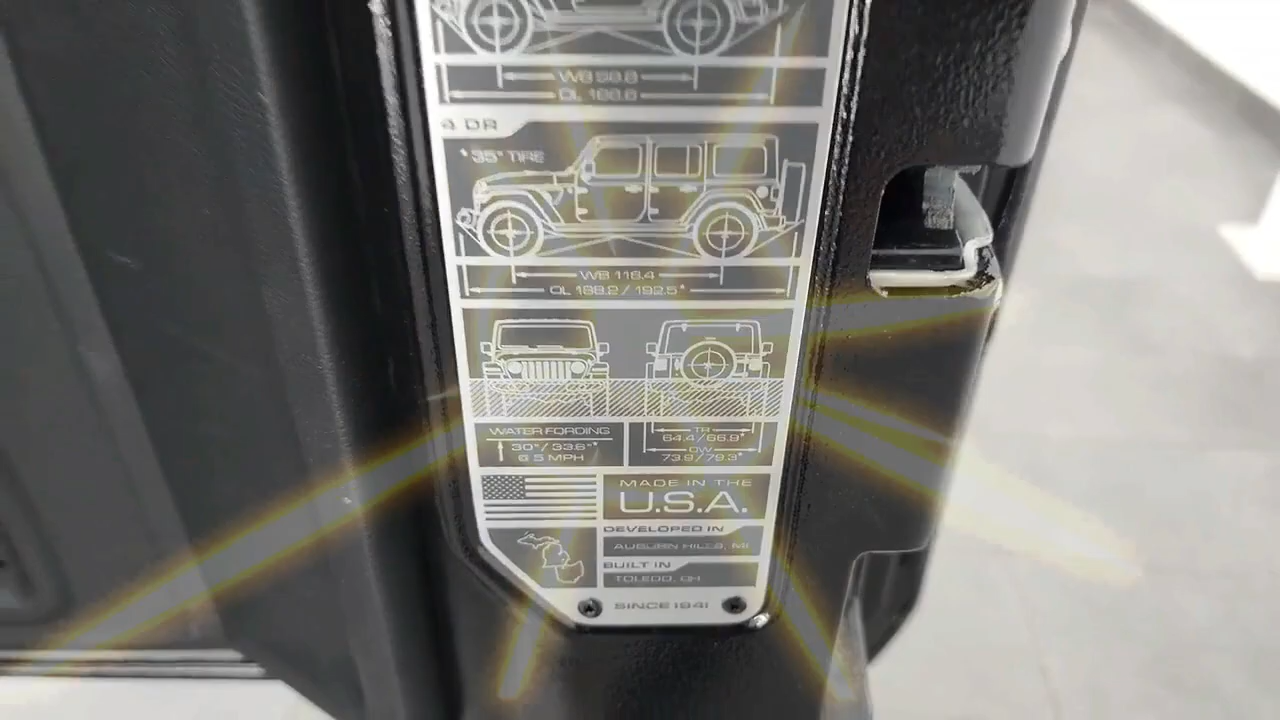 WB 96.8
OL 166.8
4 DR
*35" TIRE
WB 118.4
OL 188.2 / 192.5*
WATER FORDING
30"/ 33.6"*
@ 5 MPH
TR
64.4/66.9*
OW
73.9/79.3*
MADE IN THE
U.S.A.
DEVELOPED IN
AUBURN HILLS, MI
BUILT IN
TOLEDO, OH
SINCE 1941